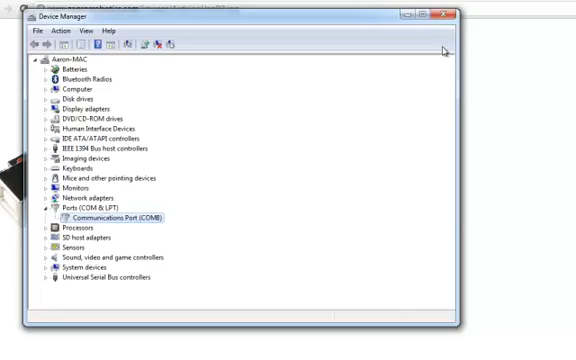 Device Manager
File Action View Help
Aaron-MAC
Batteries
Bluetooth Radios
Computer
Disk drives
Display adapters
DVD/CD-ROM drives
Human Interface Devices
IDE ATA/ATAPI controllers
IEEE 1394 Bus host controllers
Imaging devices
Keyboards
Mice and other pointing devices
Monitors
Network adapters
Ports (COM & LPT)
Communications Port (COM8)
Processors
SD host adapters
Sensors
Sound, video and game controllers
System devices
Universal Serial Bus controllers